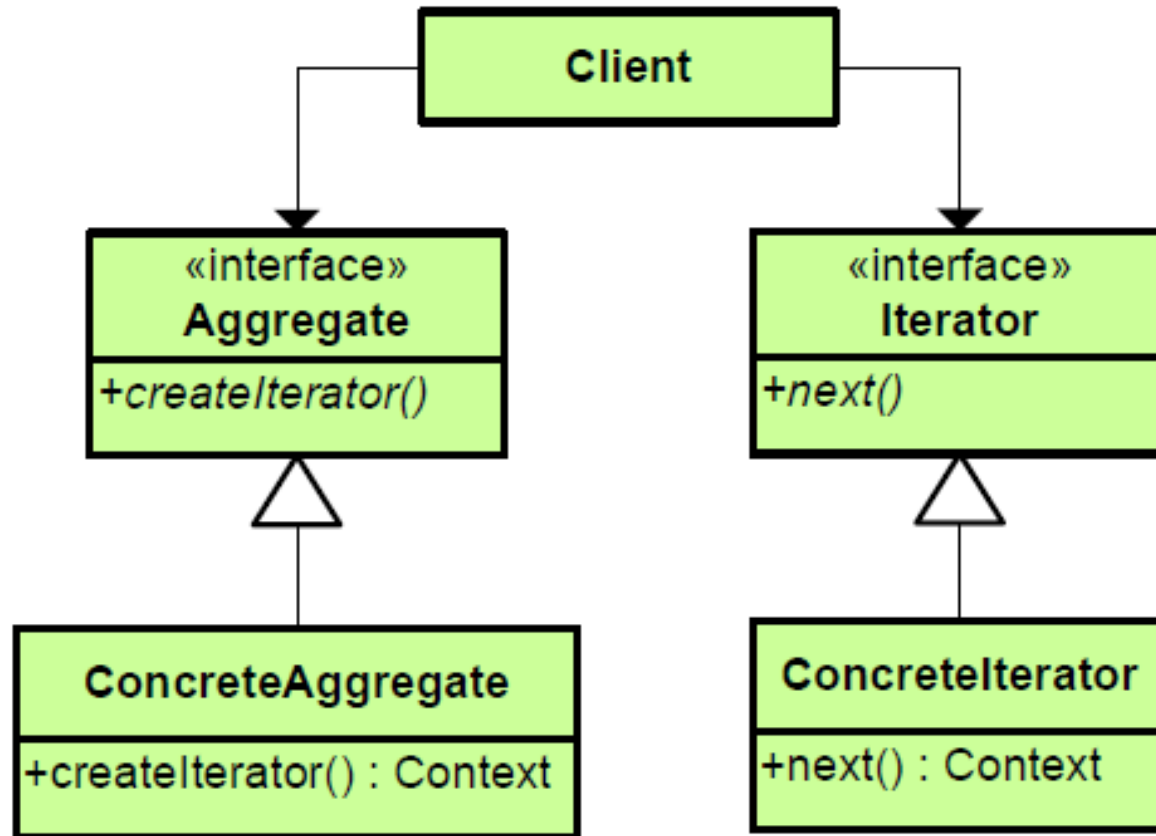 Client
«interface»
Aggregate
+createIterator()
«interface»
Iterator
+next()
ConcreteAggregate
+createIterator() : Context
ConcreteIterator
+next() : Context